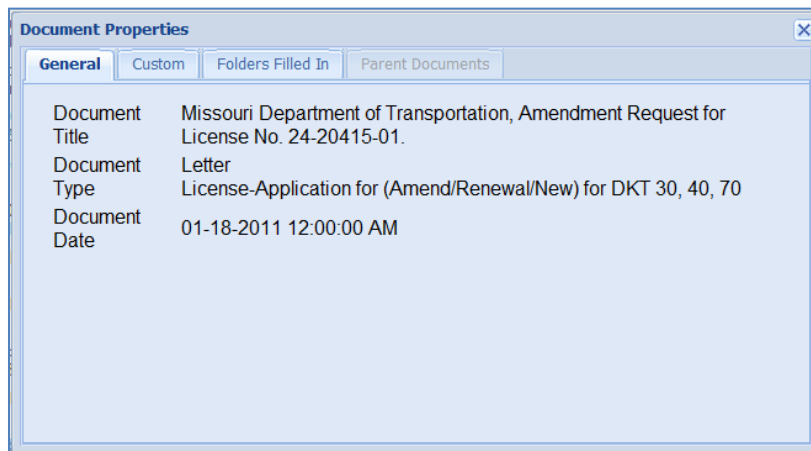 Document Properties
General Custom Folders Filled In Parent Documents
Document Title Missouri Department of Transportation, Amendment Request for
License No. 24-20415-01.
Document Type Letter
License-Application for (Amend/Renewal/New) for DKT 30, 40, 70
Document Date 01-18-2011 12:00:00 AM